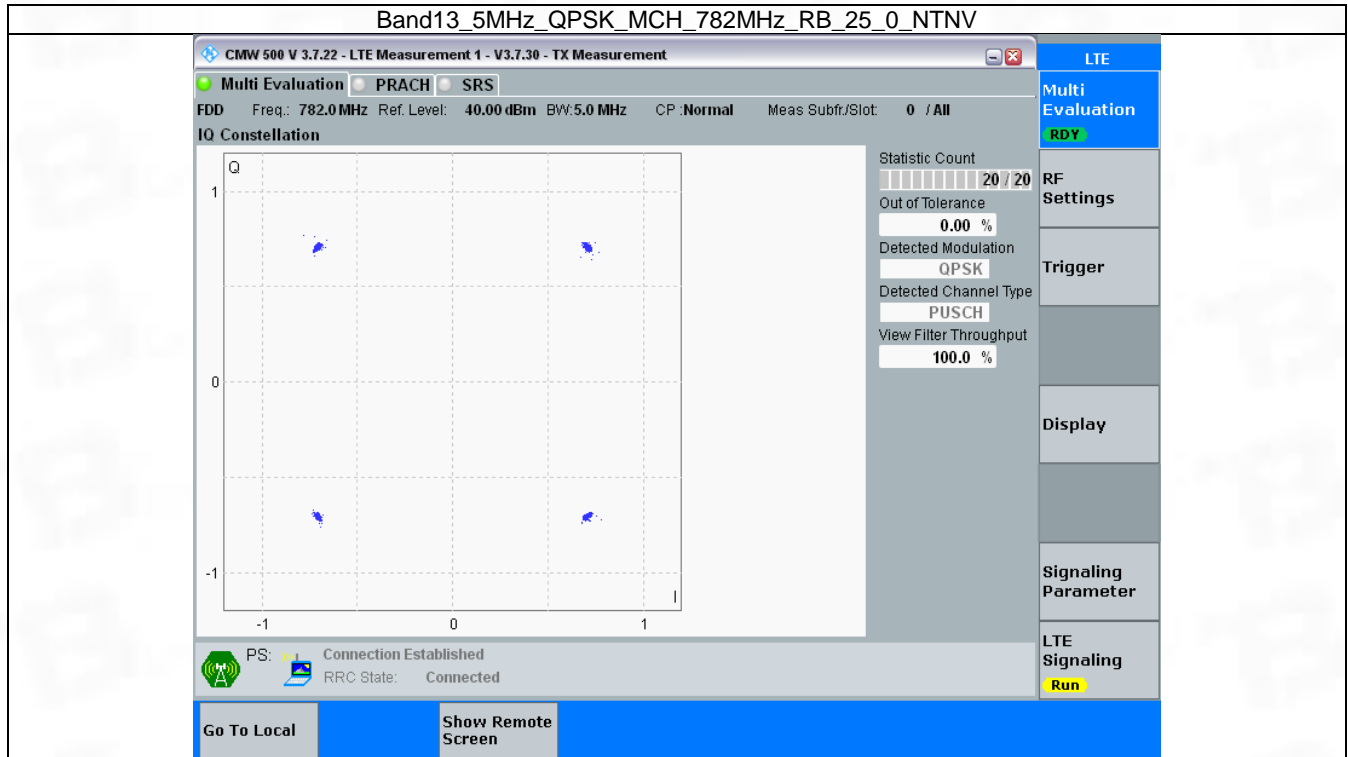 Band13_5MHz_QPSK_MCH_782MHz_RB_25_0_NTNV
CMW 500 V 3.7.22 - LTE Measurement 1 - V3.7.30 - TX Measurement
LTE
Multi Evaluation PRACH SRS
FDD Freq.: 782.0 MHz Ref. Level: 40.00 dBm BW:5.0 MHz CP :Normal Meas Subfr./Slot: 0 / All
IQ Constellation
Q
1
0
-1
I
-1 0 1
Statistic Count
20 / 20
Out of Tolerance
0.00 %
Detected Modulation
QPSK
Detected Channel Type
PUSCH
View Filter Throughput
100.0 %
Multi
Evaluation
RDY
RF
Settings
Trigger
Display
Signaling
Parameter
LTE
Signaling
Run
PS: Connection Established
RRC State: Connected
Go To Local
Show Remote
Screen